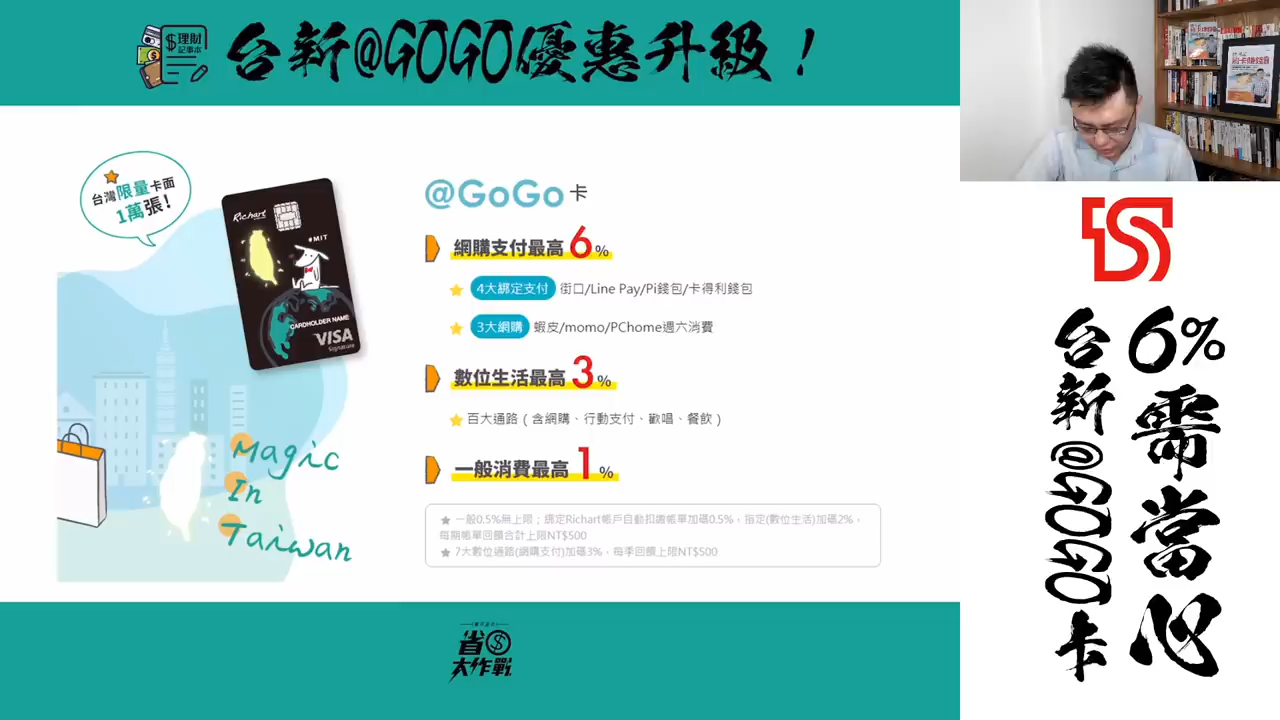 $理財
記事本
台新@GOGO優惠升級！
台灣限量卡面
1萬張！
Richart
#MIT
CARDHOLDER NAME
VISA
Signature
Magic
In
Taiwan
@GoGo卡
網購支付最高6%
4大綁定支付 街口/Line Pay/Pi錢包/卡得利錢包
3大網購 蝦皮/momo/PChome週六消費
數位生活最高3%
百大通路（含網購、行動支付、歡唱、餐飲）
一般消費最高1%
一般0.5%無上限；綁定Richart帳戶自動扣繳帳單加碼0.5%，指定(數位生活)加碼2%，
每期帳單回饋合計上限NT$500
7大數位通路(網購支付)加碼3%，每季回饋上限NT$500
省$
大作戰
6%需當心
台新@GOGO卡